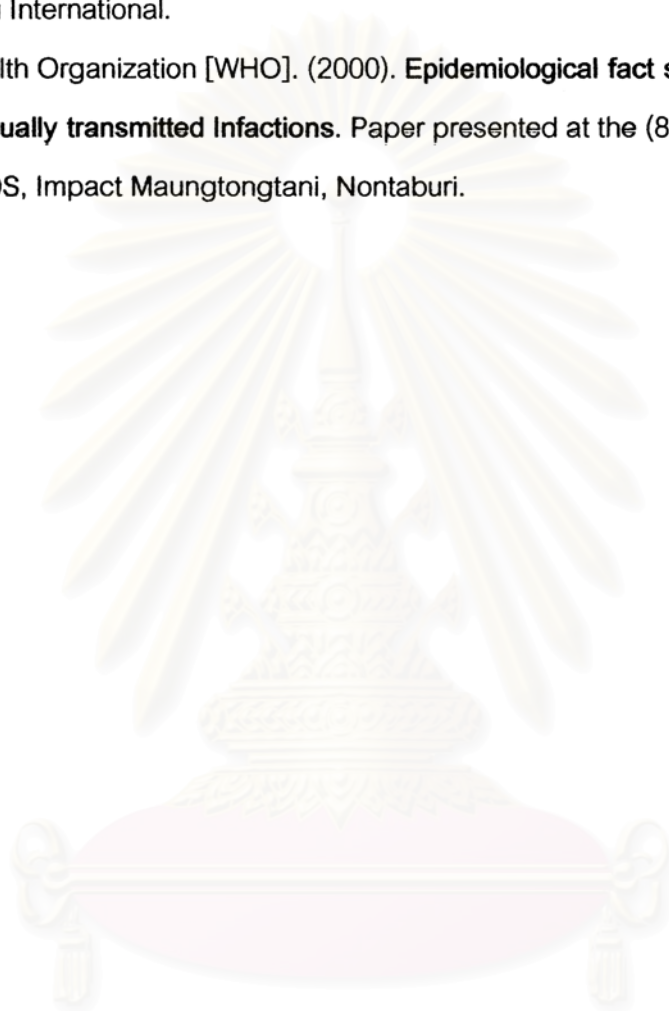 International.
lth Organization [WHO]. (2000). Epidemiological fact s
ually transmitted Infactions. Paper presented at the (8
S, Impact Maungtongtani, Nontaburi.